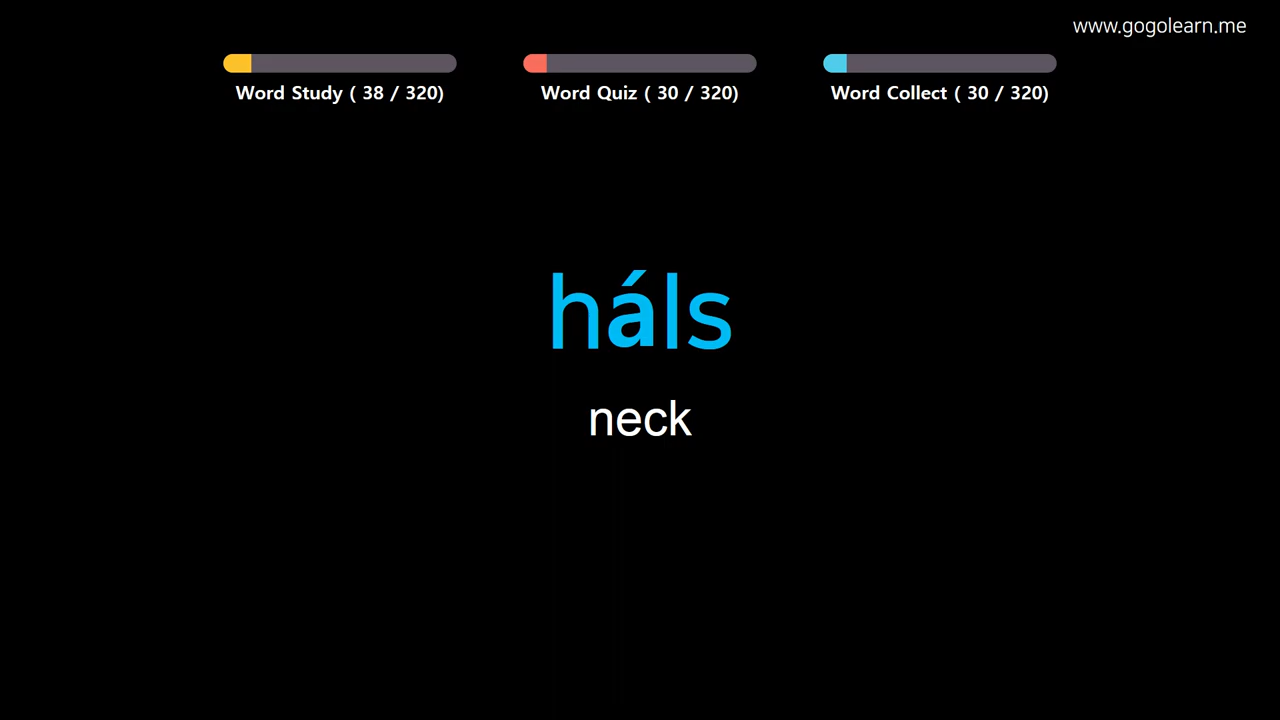 www.gogolearn.me
Word Study ( 38 / 320)
Word Quiz ( 30 / 320)
Word Collect ( 30 / 320)
háls
neck